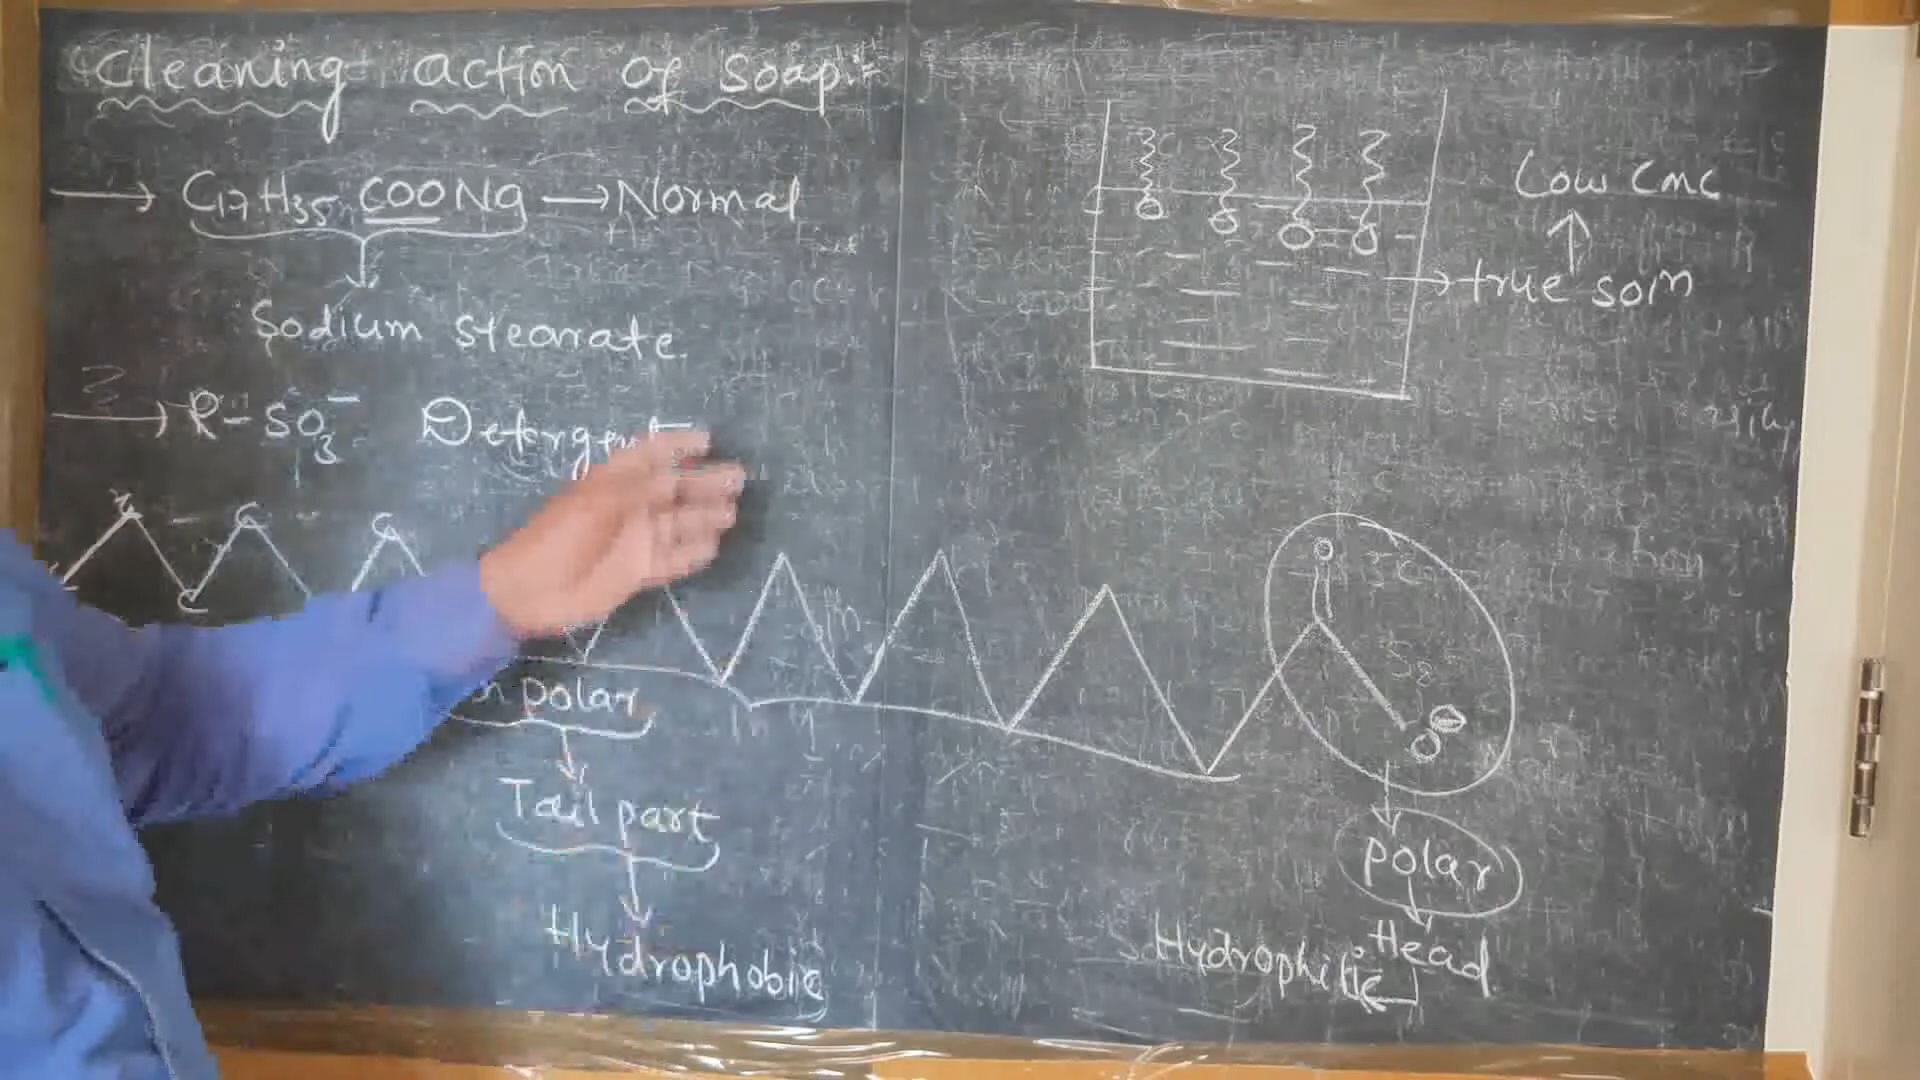 Cleaning action of soap:-
→ C17H35COONa → Normal
Sodium stearate.
→ R-SO3⁻ Detergent
C C C
C
polar
Tail part
Hydrophobic
Low CMC
↑
→ true soln
O
O⊖
polar
Head
Hydrophilic